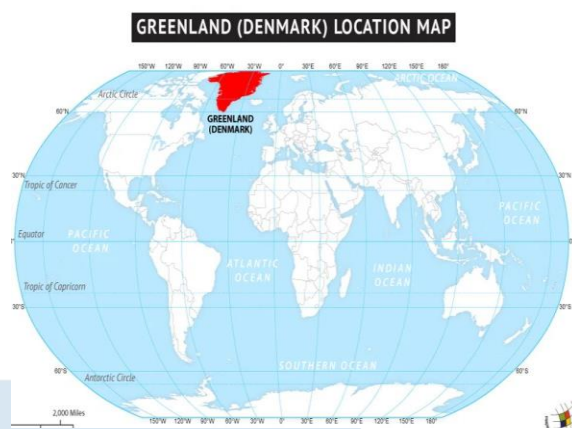 GREENLAND (DENMARK) LOCATION MAP
150°W 120°W 90°W 60°W 30°W 0° 30°E 60°E 90°E 120°E 150°E
ARCTIC OCEAN
Arctic Circle
60°N 60°N
GREENLAND
(DENMARK)
30°N 30°N
Tropic of Cancer
PACIFIC
OCEAN
Equator 0°
PACIFIC
OCEAN
ATLANTIC
OCEAN
INDIAN
OCEAN
Tropic of Capricorn
30°S 30°S
SOUTHERN OCEAN
60°S 60°S
Antarctic Circle
2,000 Miles
150°W 120°W 90°W 60°W 30°W 0° 30°E 60°E 90°E 120°E 150°E 180°